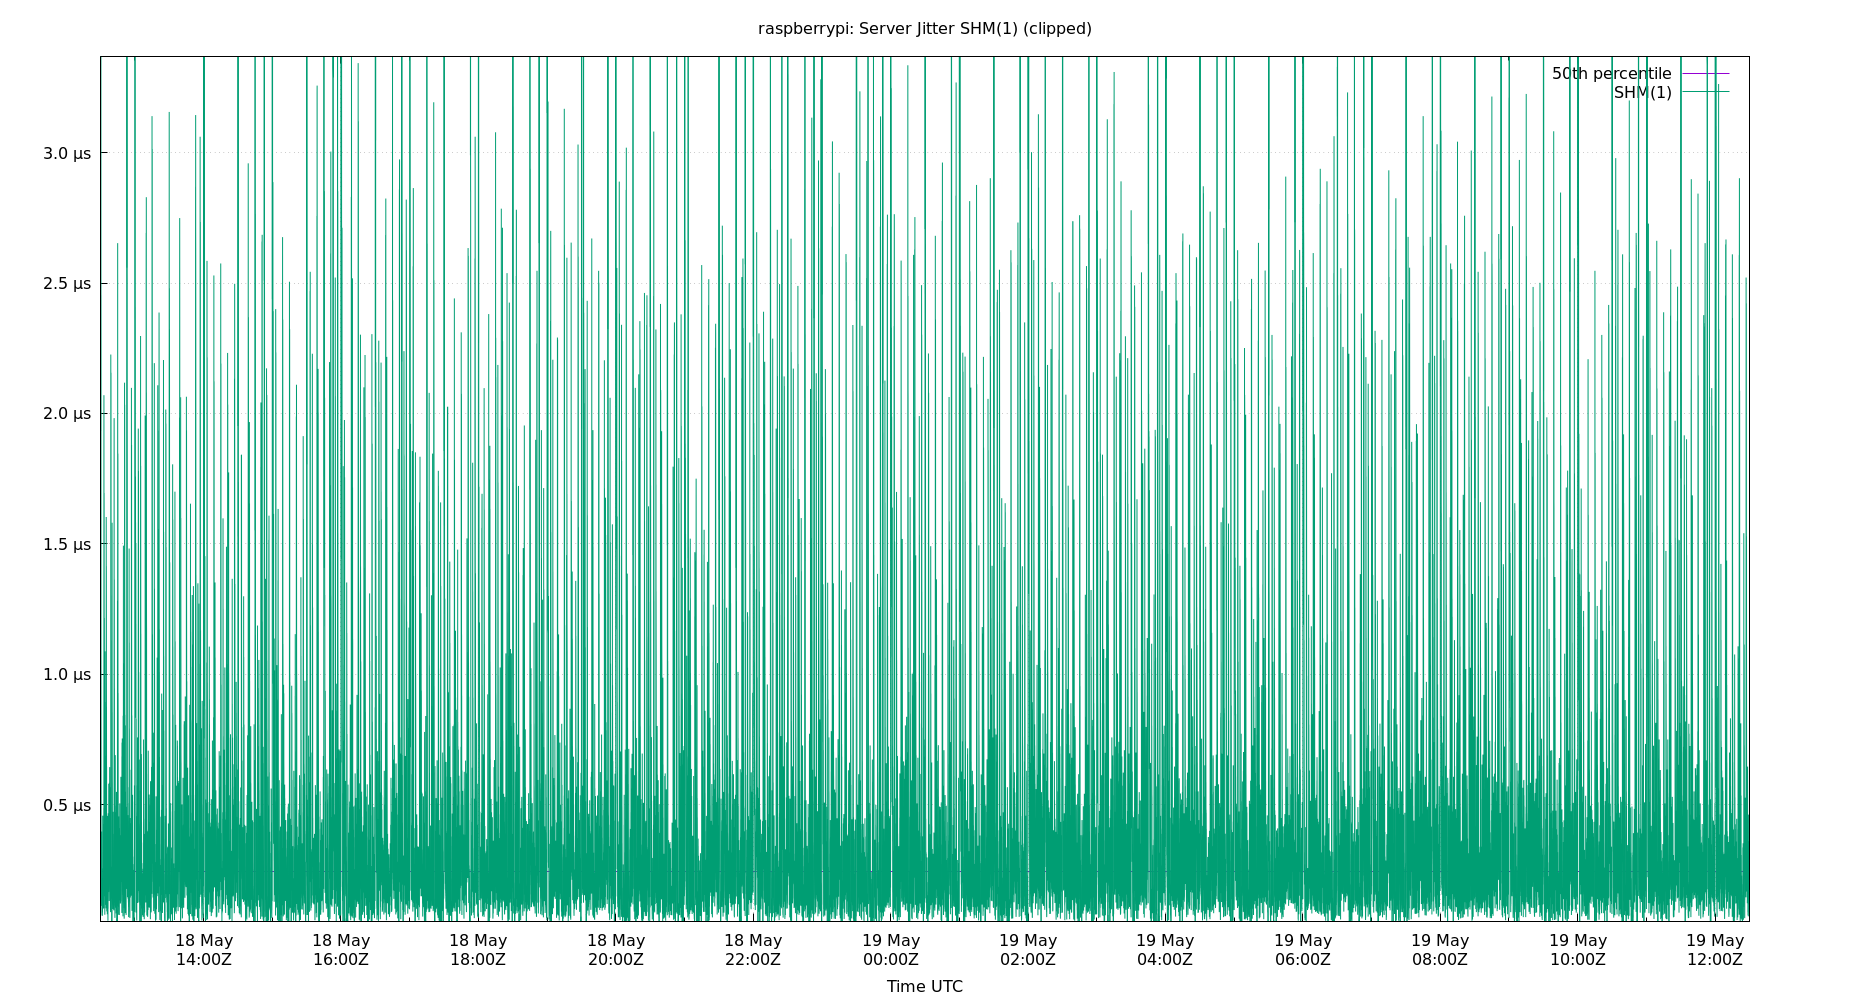 raspberrypi: Server Jitter SHM(1) (clipped)
50th percentile
SHM(1)
3.0 µs
2.5 µs
2.0 µs
1.5 µs
1.0 µs
0.5 µs
18 May 18 May 18 May 18 May 18 May 19 May 19 May 19 May 19 May 19 May 19 May 19 May
14:00Z 16:00Z 18:00Z 20:00Z 22:00Z 00:00Z 02:00Z 04:00Z 06:00Z 08:00Z 10:00Z 12:00Z
Time UTC